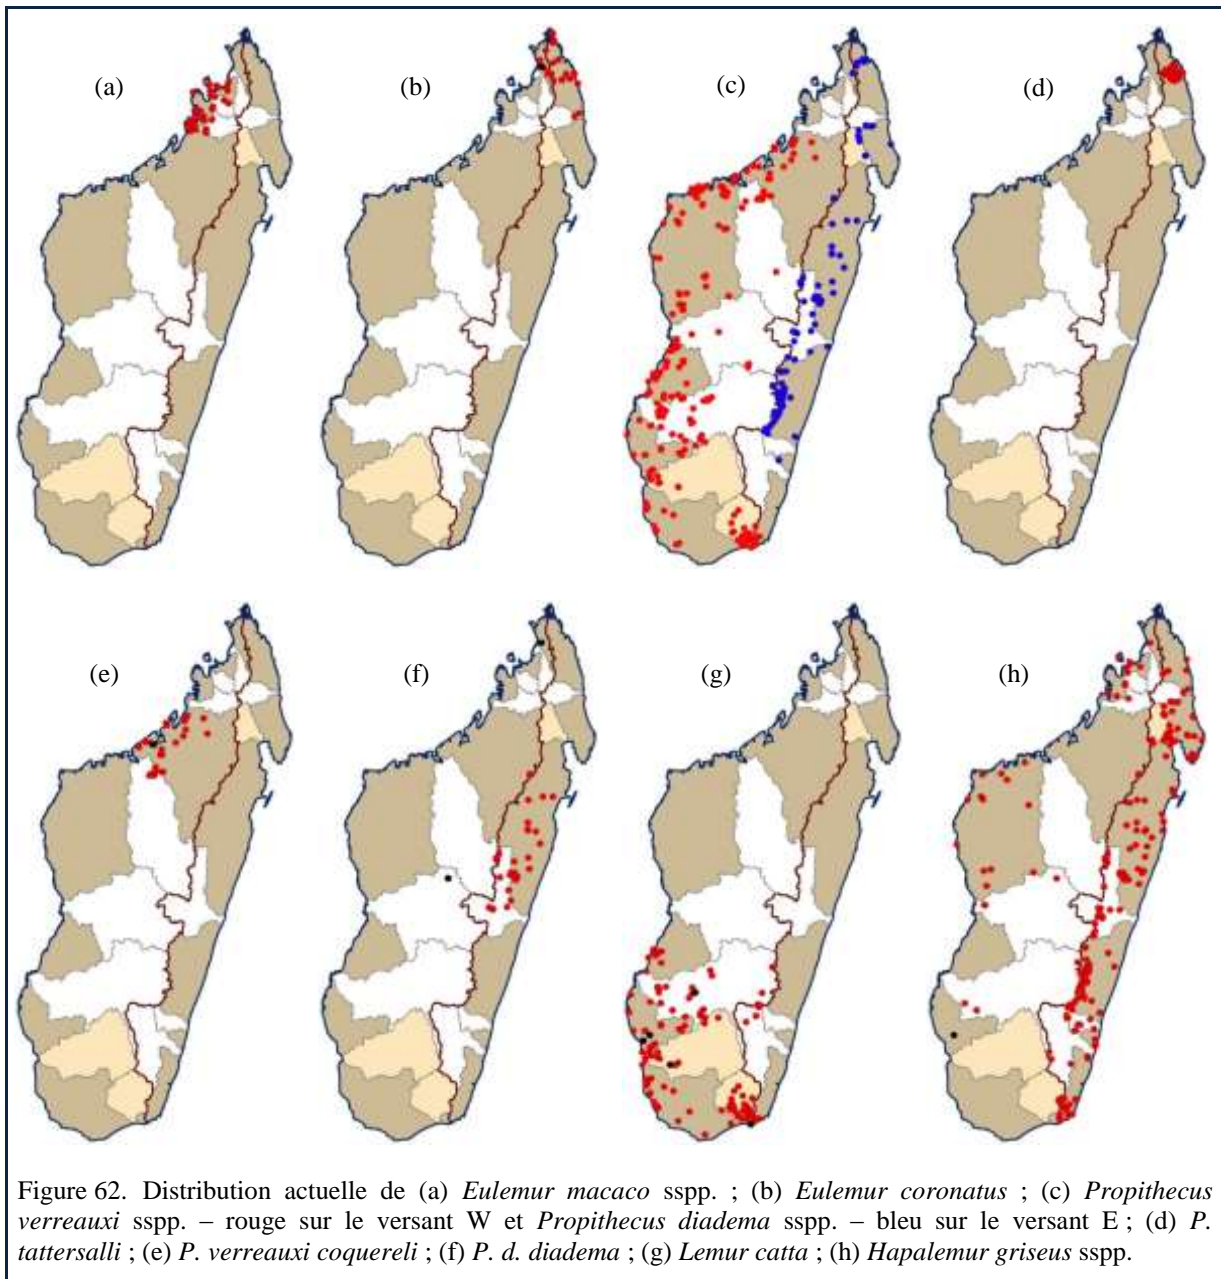 (a)
(b)
(c)
(d)
(e)
(f)
(g)
(h)
Figure 62. Distribution actuelle de (a) Eulemur macaco sspp. ; (b) Eulemur coronatus ; (c) Propithecus
verreauxi sspp. – rouge sur le versant W et Propithecus diadema sspp. – bleu sur le versant E ; (d) P.
tattersalli ; (e) P. verreauxi coquereli ; (f) P. d. diadema ; (g) Lemur catta ; (h) Hapalemur griseus sspp.